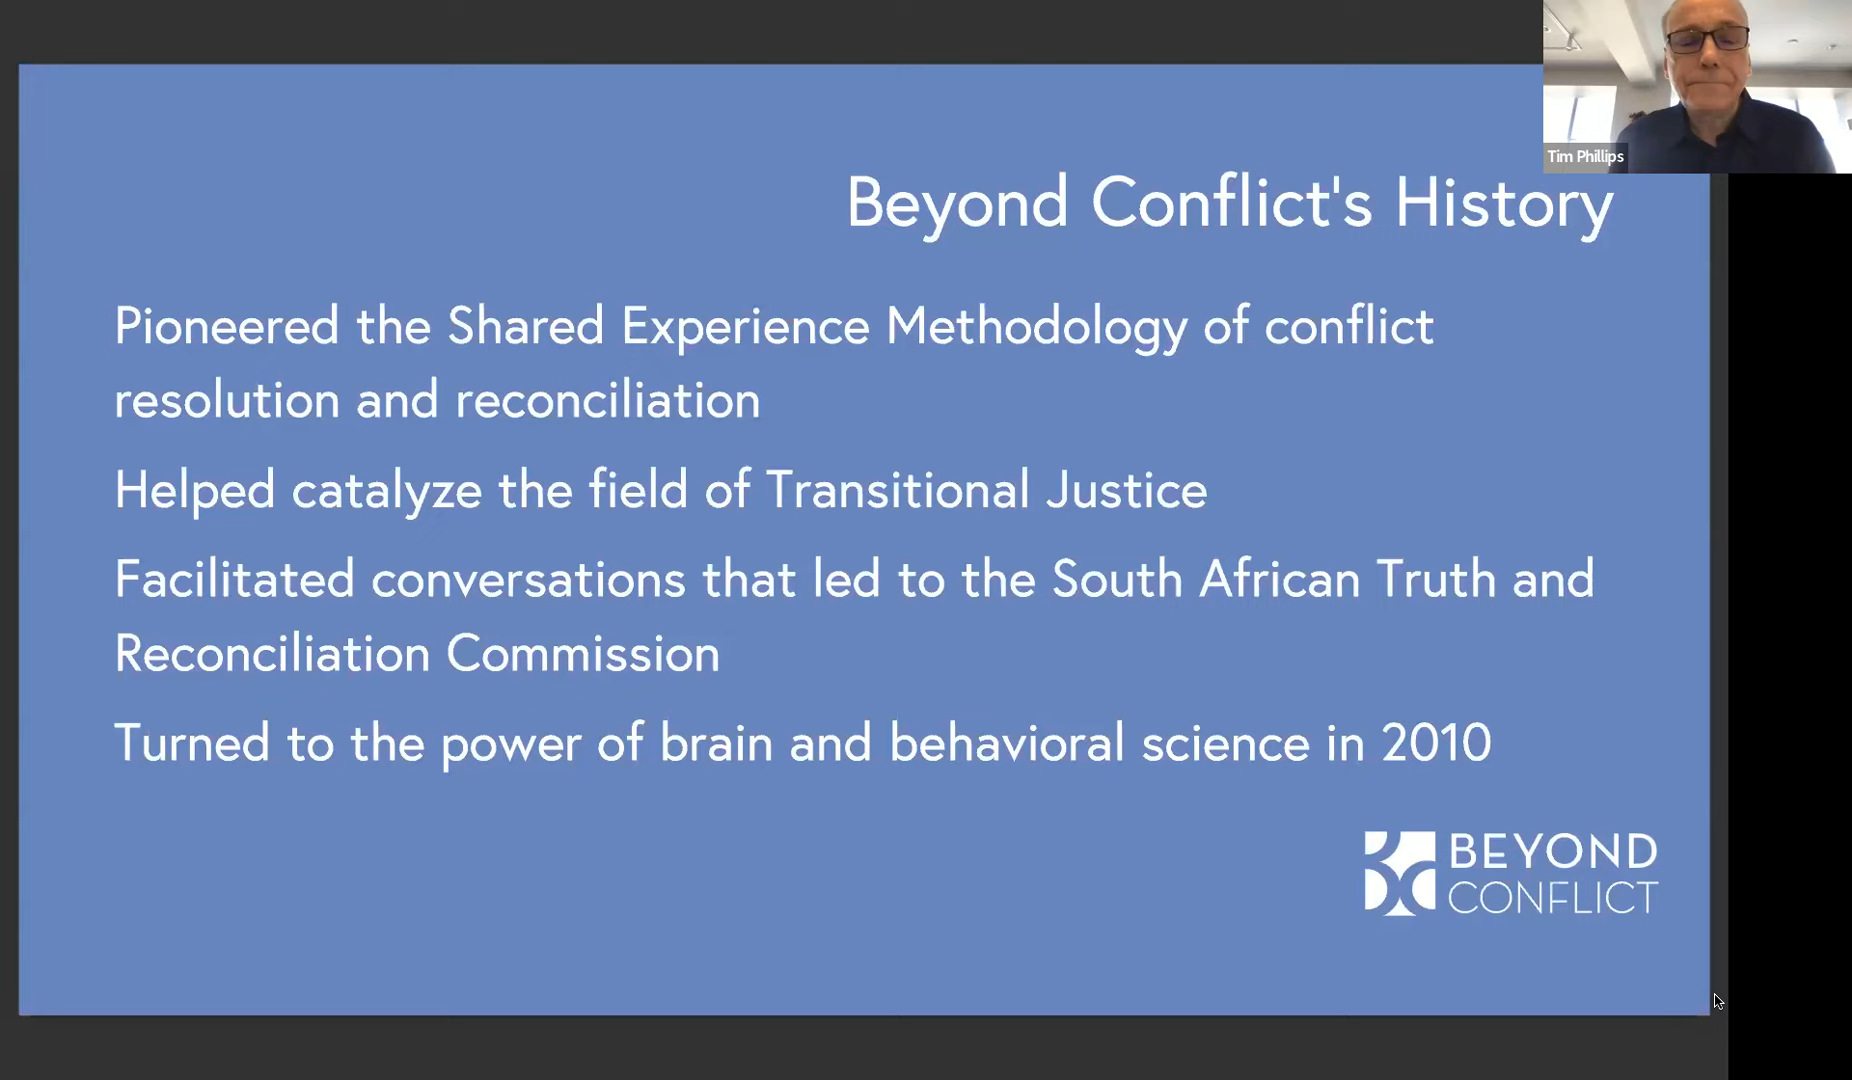 Tim Phillips
Beyond Conflict's History
Pioneered the Shared Experience Methodology of conflict
resolution and reconciliation
Helped catalyze the field of Transitional Justice
Facilitated conversations that led to the South African Truth and
Reconciliation Commission
Turned to the power of brain and behavioral science in 2010
BEYOND
CONFLICT